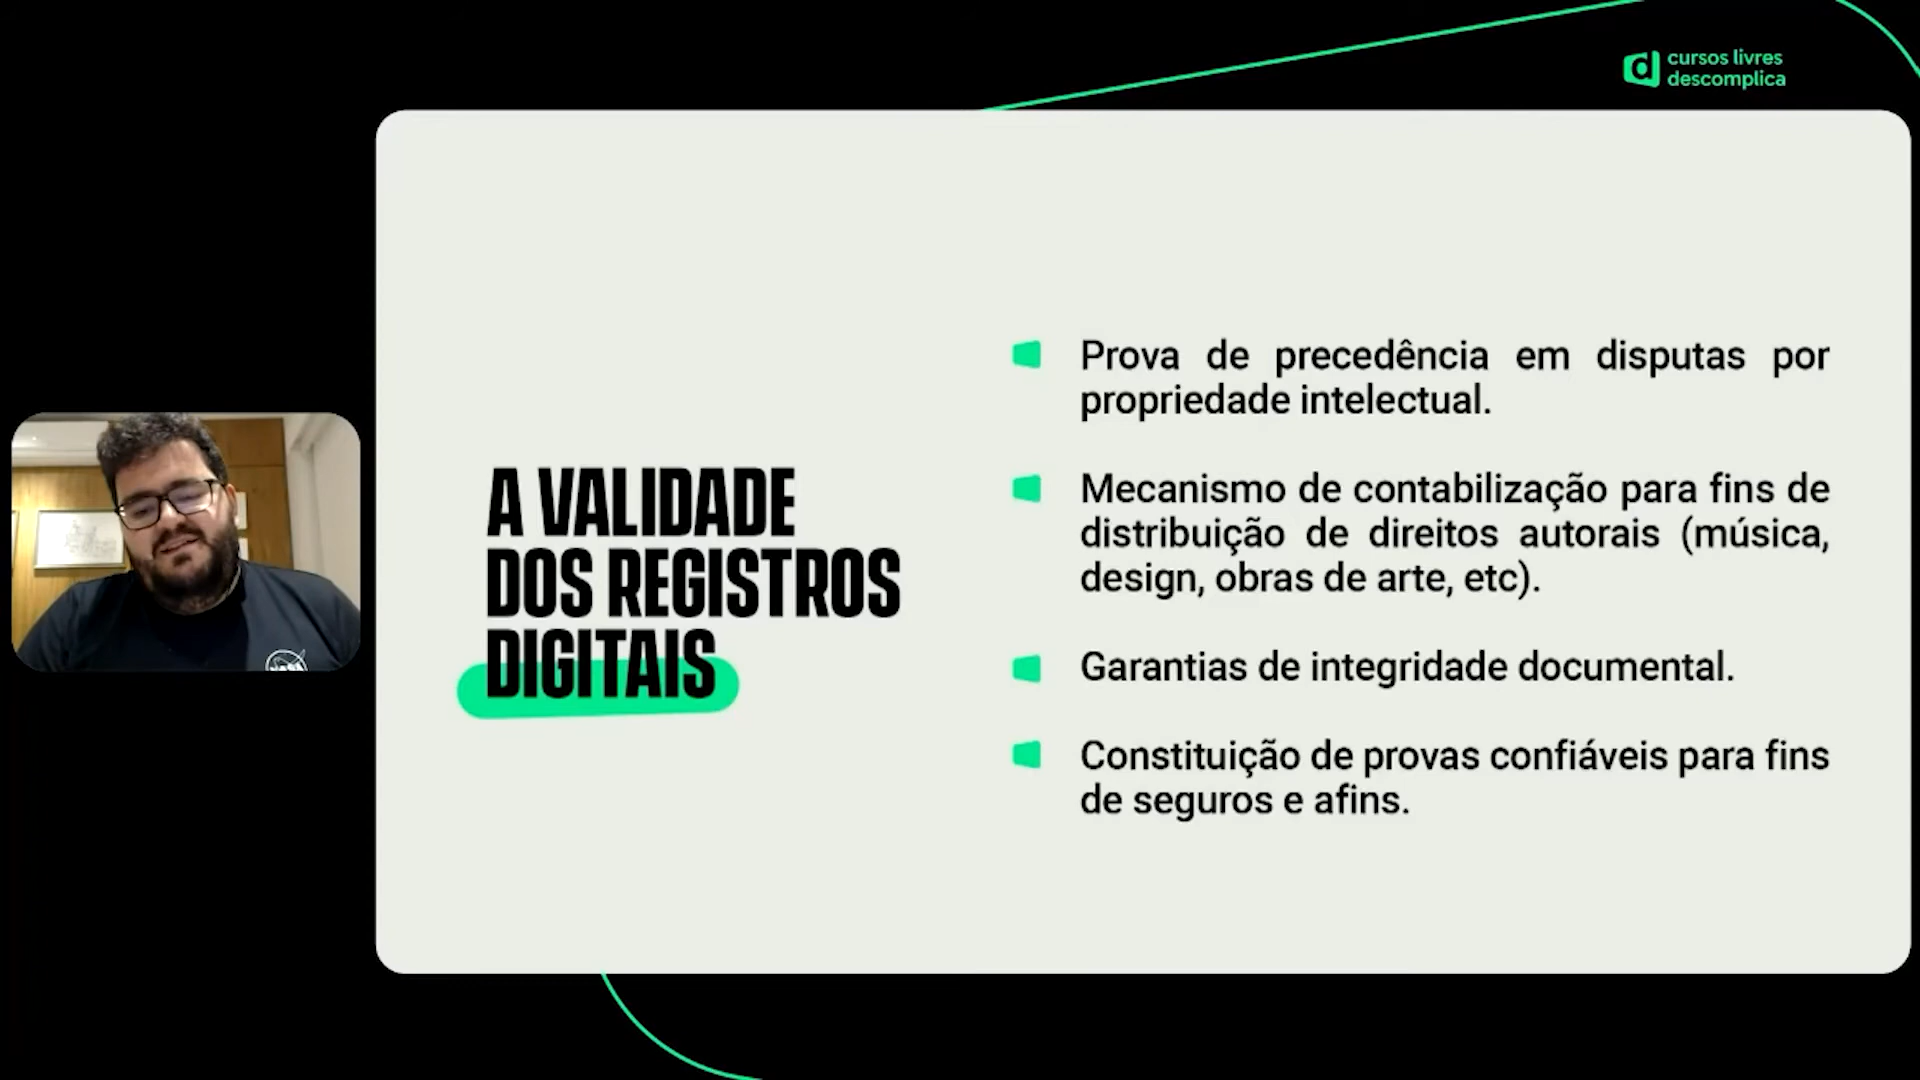 cursos livres
descomplica
A VALIDADE
DOS REGISTROS
DIGITAIS
Prova de precedência em disputas por
propriedade intelectual.
Mecanismo de contabilização para fins de
distribuição de direitos autorais (música,
design, obras de arte, etc).
Garantias de integridade documental.
Constituição de provas confiáveis para fins
de seguros e afins.